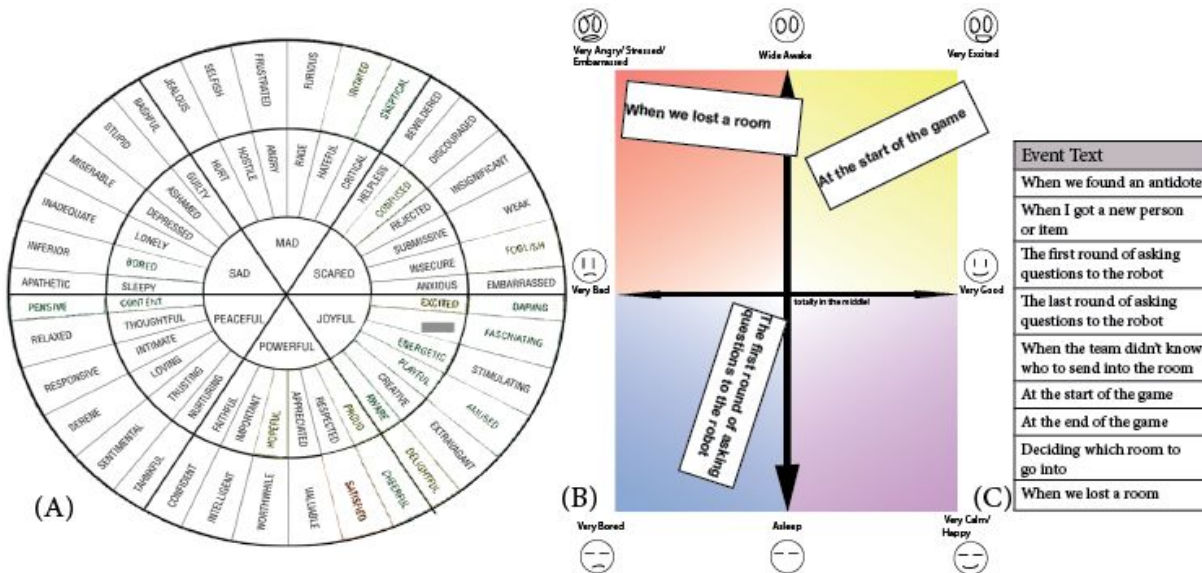 JEALOUS
SELFISH
FRUSTRATED
FURIOUS
IRRITATED
SKEPTICAL
BEWILDERED
DISCOURAGED
INSIGNIFICANT
WEAK
FOOLISH
EMBARRASSED
DARING
FASCINATING
STIMULATING
AMUSED
EXTRAVAGANT
DELIGHTFUL
CHEERFUL
SATISFIED
VALUABLE
WORTHWHILE
INTELLIGENT
CONFIDENT
TAHNKFUL
SENTIMENTAL
DERENE
RESPONSIVE
RELAXED
PENSIVE
APATHETIC
INFERIOR
INADEQUATE
MISERABLE
STUPID
BASHFUL
HURT
HOSTILE
ANGRY
RAGE
HATEFUL
CRITICAL
HELPLESS
CONFUSED
REJECTED
SUBMISSIVE
INSECURE
ANXIOUS
EXCITED
ENERGETIC
PLAYFUL
CREATIVE
AWARE
PROUD
RESPECTED
APPRECIATED
HOPEFUL
IMPORTANT
FAITHFUL
NURTURING
TRUSTING
LOVING
INTIMATE
THOUGHTFUL
CONTENT
SLEEPY
BORED
LONELY
DEPRESSED
ASHAMED
GUILTY
MAD
SCARED
JOYFUL
POWERFUL
PEACEFUL
SAD
(A)
Very Angry/ Stressed/
Embarrassed
Wide Awake
Very Excited
When we lost a room
At the start of the game
Very Bad
totally in the middle!
Very Good
The first round of asking
questions to the robot
Very Bored
Asleep
Very Calm/
Happy
(B)
Event Text
When we found an antidote
When I got a new person
or item
The first round of asking
questions to the robot
The last round of asking
questions to the robot
When the team didn't know
who to send into the room
At the start of the game
At the end of the game
Deciding which room to
go into
When we lost a room
(C)